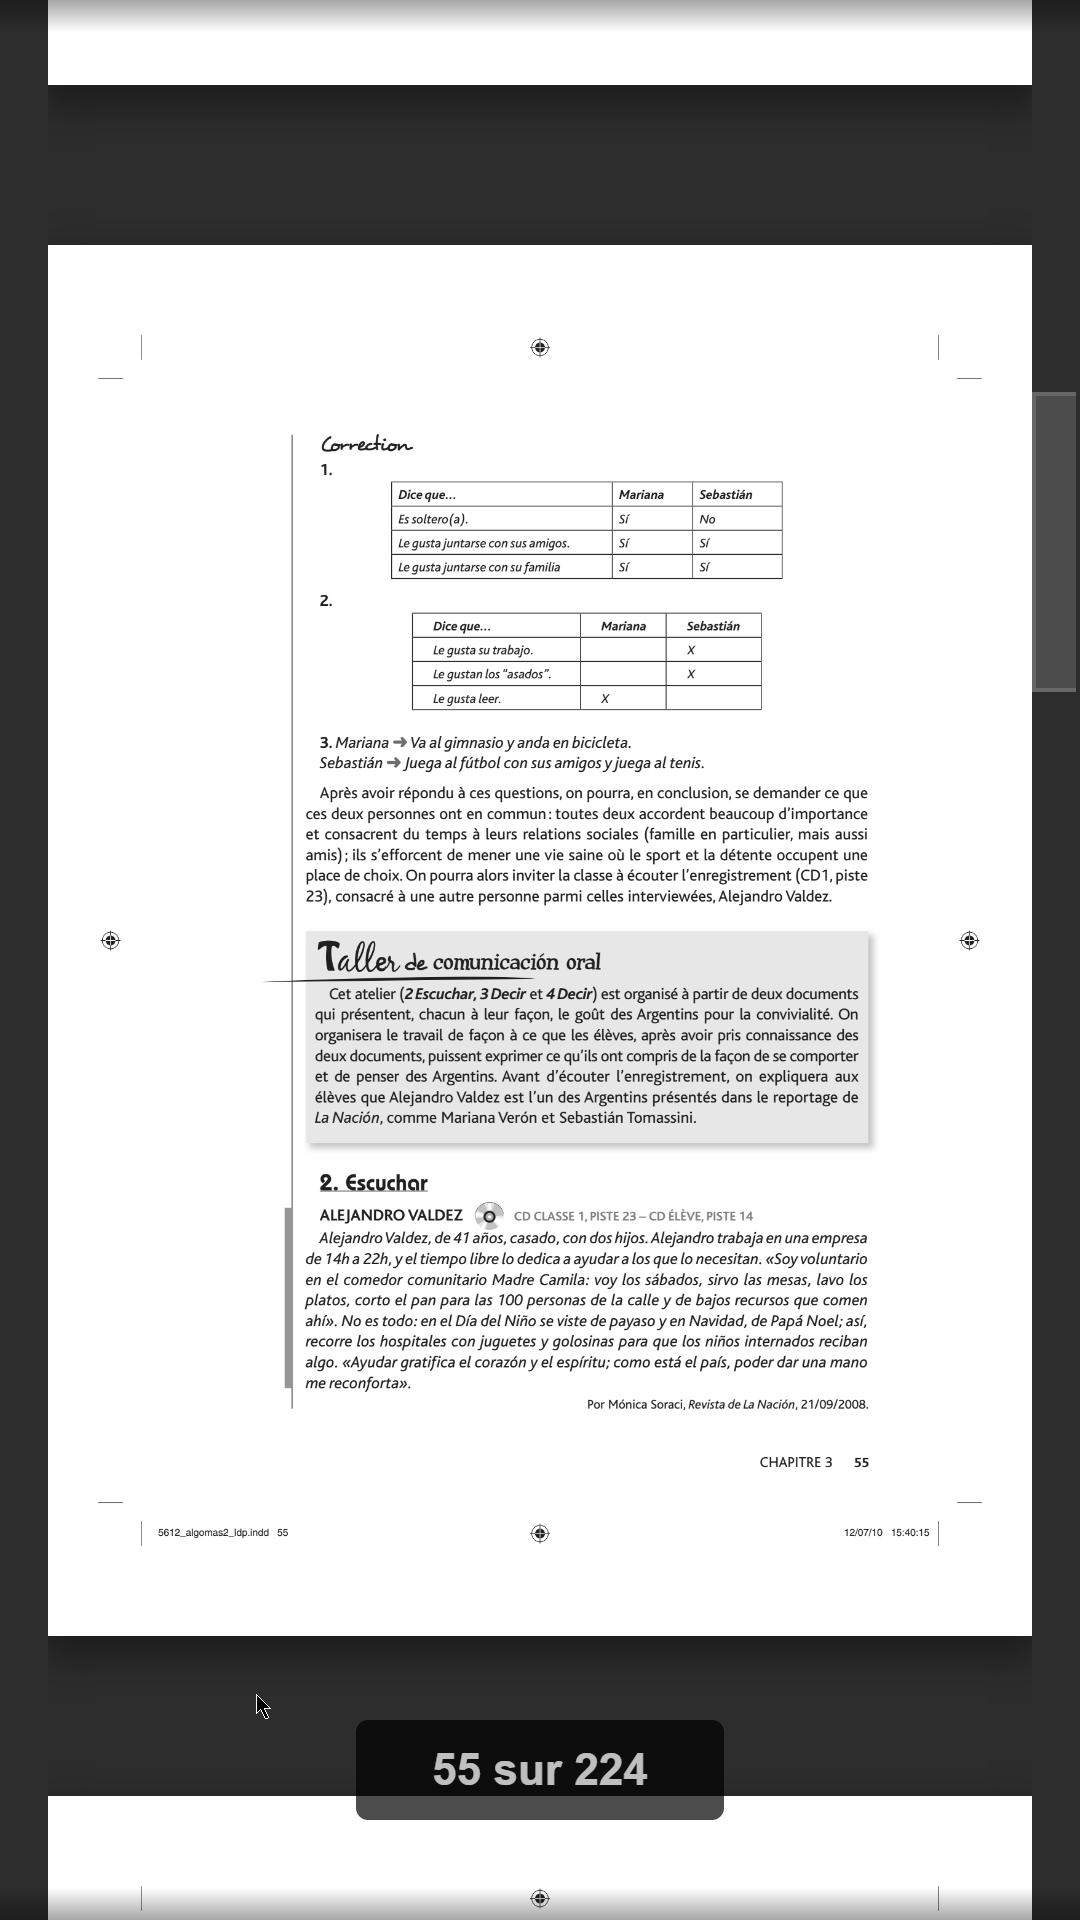 Correction
1.
Dice que... Mariana Sebastián
Es soltero(a). Sí No
Le gusta juntarse con sus amigos. Sí Sí
Le gusta juntarse con su familia Sí Sí
2.
Dice que... Mariana Sebastián
Le gusta su trabajo. X
Le gustan los “asados”. X
Le gusta leer. X
3. Mariana ➜ Va al gimnasio y anda en bicicleta.
Sebastián ➜ Juega al fútbol con sus amigos y juega al tenis.
Après avoir répondu à ces questions, on pourra, en conclusion, se demander ce que
ces deux personnes ont en commun : toutes deux accordent beaucoup d’importance
et consacrent du temps à leurs relations sociales (famille en particulier, mais aussi
amis) ; ils s’efforcent de mener une vie saine où le sport et la détente occupent une
place de choix. On pourra alors inviter la classe à écouter l’enregistrement (CD1, piste
23), consacré à une autre personne parmi celles interviewées, Alejandro Valdez.
Taller de comunicación oral
Cet atelier (2 Escuchar, 3 Decir et 4 Decir) est organisé à partir de deux documents
qui présentent, chacun à leur façon, le goût des Argentins pour la convivialité. On
organisera le travail de façon à ce que les élèves, après avoir pris connaissance des
deux documents, puissent exprimer ce qu’ils ont compris de la façon de se comporter
et de penser des Argentins. Avant d’écouter l’enregistrement, on expliquera aux
élèves que Alejandro Valdez est l’un des Argentins présentés dans le reportage de
La Nación, comme Mariana Verón et Sebastián Tomassini.
2. Escuchar
ALEJANDRO VALDEZ CD CLASSE 1, PISTE 23 – CD ÉLÈVE, PISTE 14
Alejandro Valdez, de 41 años, casado, con dos hijos. Alejandro trabaja en una empresa
de 14h a 22h, y el tiempo libre lo dedica a ayudar a los que lo necesitan. «Soy voluntario
en el comedor comunitario Madre Camila: voy los sábados, sirvo las mesas, lavo los
platos, corto el pan para las 100 personas de la calle y de bajos recursos que comen
ahí». No es todo: en el Día del Niño se viste de payaso y en Navidad, de Papá Noel; así,
recorre los hospitales con juguetes y golosinas para que los niños internados reciban
algo. «Ayudar gratifica el corazón y el espíritu; como está el país, poder dar una mano
me reconforta».
Por Mónica Soraci, Revista de La Nación, 21/09/2008.
CHAPITRE 3 55
5612_algomas2_ldp.indd 55 12/07/10 15:40:15
55 sur 224